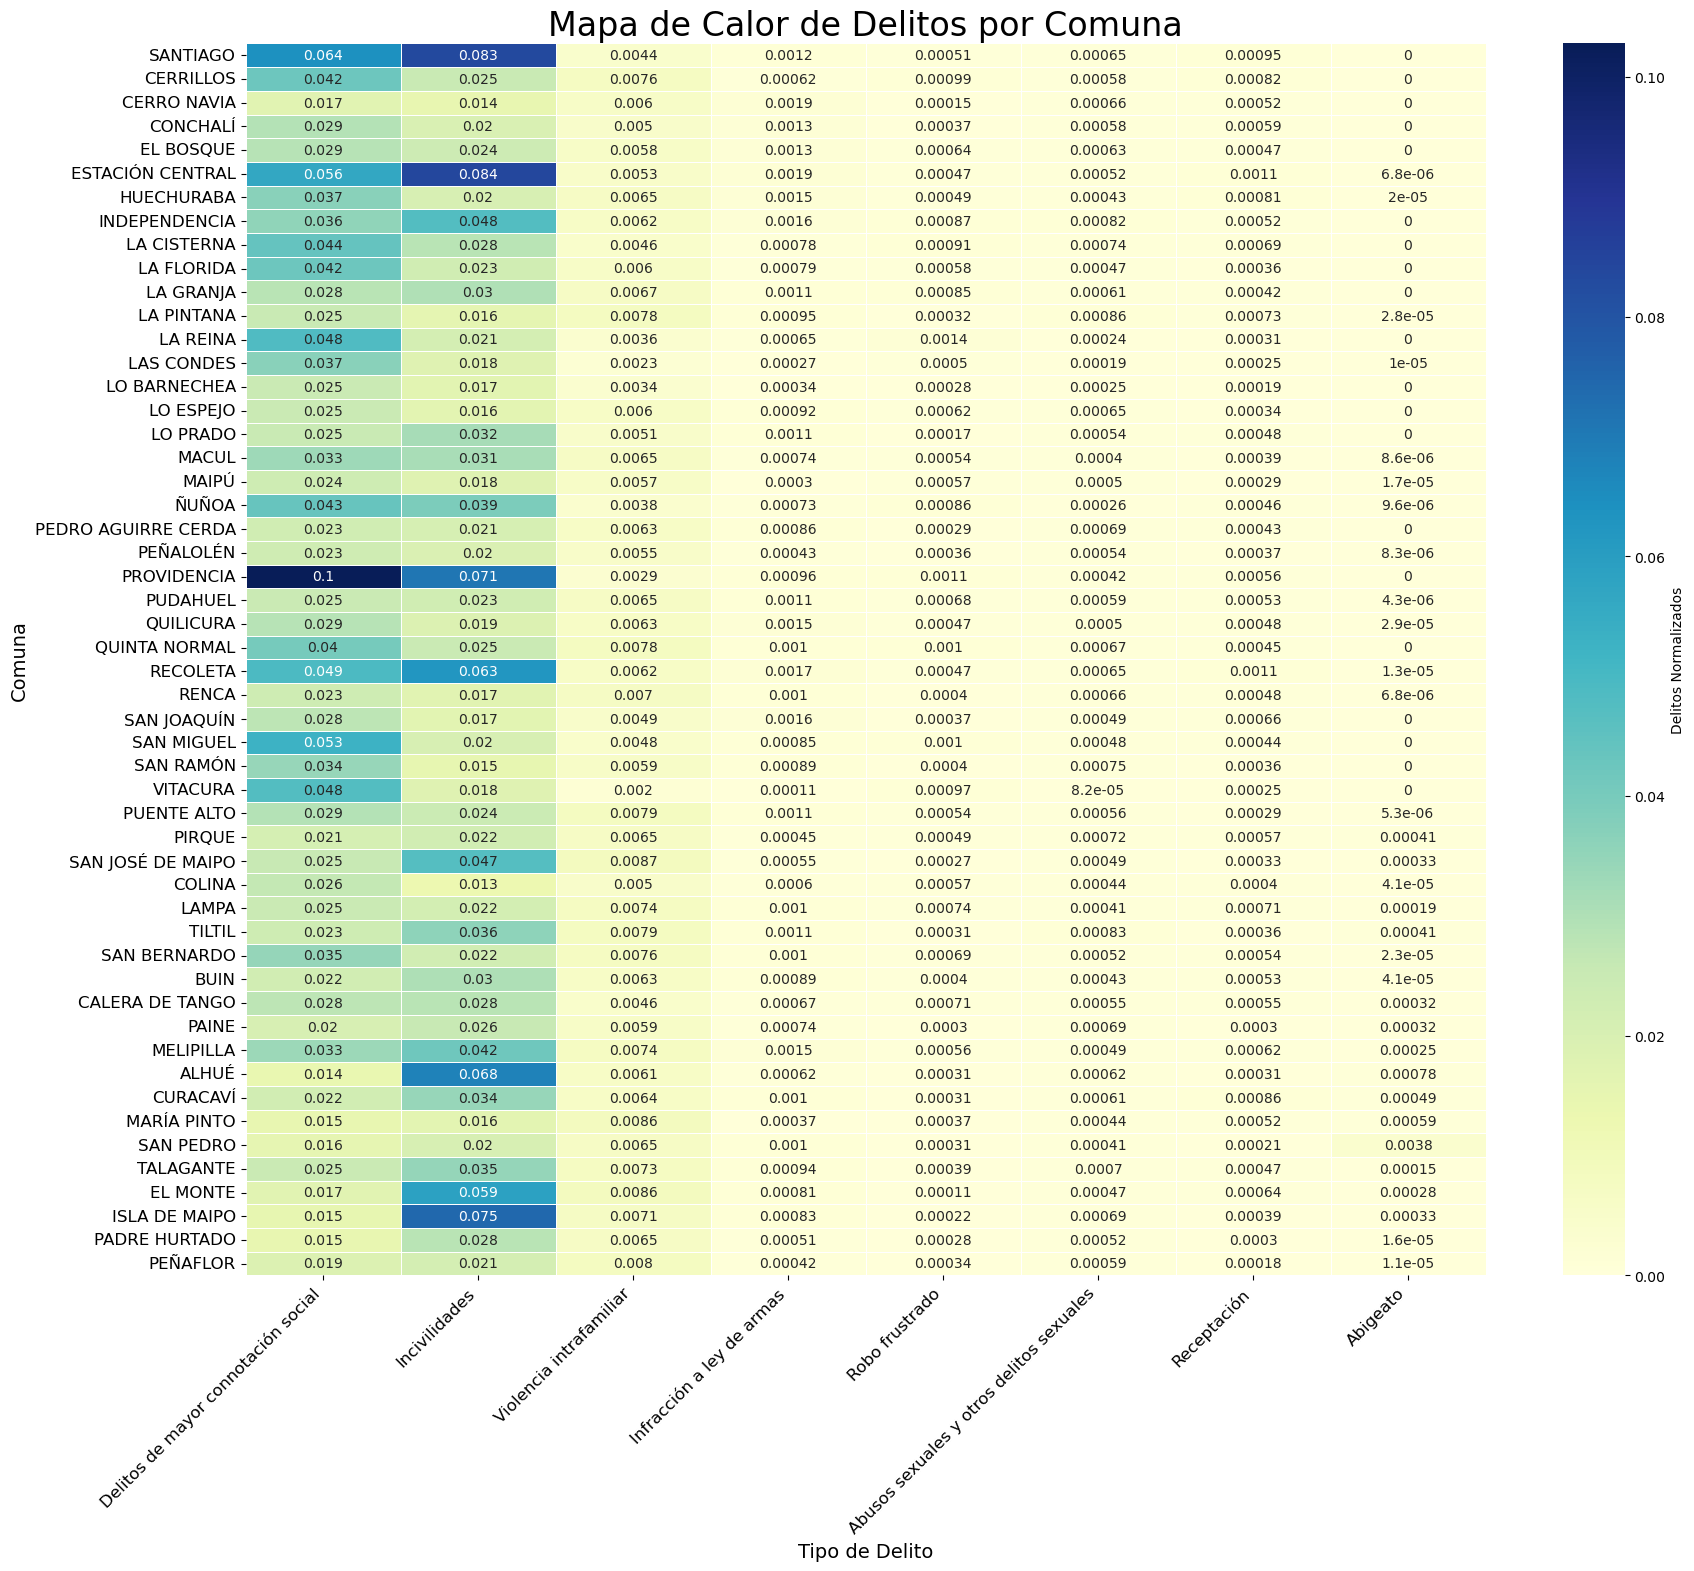 Mapa de Calor de Delitos por Comuna
SANTIAGO 0.064 0.083 0.0044 0.0012 0.00051 0.00065 0.00095 0
CERRILLOS 0.042 0.025 0.0076 0.00062 0.00099 0.00058 0.00082 0
CERRO NAVIA 0.017 0.014 0.006 0.0019 0.00015 0.00066 0.00052 0
CONCHALÍ 0.029 0.02 0.005 0.0013 0.00037 0.00058 0.00059 0
EL BOSQUE 0.029 0.024 0.0058 0.0013 0.00064 0.00063 0.00047 0
ESTACIÓN CENTRAL 0.056 0.084 0.0053 0.0019 0.00047 0.00052 0.0011 6.8e-06
HUECHURABA 0.037 0.02 0.0065 0.0015 0.00049 0.00043 0.00081 2e-05
INDEPENDENCIA 0.036 0.048 0.0062 0.0016 0.00087 0.00082 0.00052 0
LA CISTERNA 0.044 0.028 0.0046 0.00078 0.00091 0.00074 0.00069 0
LA FLORIDA 0.042 0.023 0.006 0.00079 0.00058 0.00047 0.00036 0
LA GRANJA 0.028 0.03 0.0067 0.0011 0.00085 0.00061 0.00042 0
LA PINTANA 0.025 0.016 0.0078 0.00095 0.00032 0.00086 0.00073 2.8e-05
LA REINA 0.048 0.021 0.0036 0.00065 0.0014 0.00024 0.00031 0
LAS CONDES 0.037 0.018 0.0023 0.00027 0.0005 0.00019 0.00025 1e-05
LO BARNECHEA 0.025 0.017 0.0034 0.00034 0.00028 0.00025 0.00019 0
LO ESPEJO 0.025 0.016 0.006 0.00092 0.00062 0.00065 0.00034 0
LO PRADO 0.025 0.032 0.0051 0.0011 0.00017 0.00054 0.00048 0
MACUL 0.033 0.031 0.0065 0.00074 0.00054 0.0004 0.00039 8.6e-06
MAIPÚ 0.024 0.018 0.0057 0.0003 0.00057 0.0005 0.00029 1.7e-05
ÑUÑOA 0.043 0.039 0.0038 0.00073 0.00086 0.00026 0.00046 9.6e-06
PEDRO AGUIRRE CERDA 0.023 0.021 0.0063 0.00086 0.00029 0.00069 0.00043 0
PEÑALOLÉN 0.023 0.02 0.0055 0.00043 0.00036 0.00054 0.00037 8.3e-06
PROVIDENCIA 0.1 0.071 0.0029 0.00096 0.0011 0.00042 0.00056 0
PUDAHUEL 0.025 0.023 0.0065 0.0011 0.00068 0.00059 0.00053 4.3e-06
QUILICURA 0.029 0.019 0.0063 0.0015 0.00047 0.0005 0.00048 2.9e-05
QUINTA NORMAL 0.04 0.025 0.0078 0.001 0.001 0.00067 0.00045 0
RECOLETA 0.049 0.063 0.0062 0.0017 0.00047 0.00065 0.0011 1.3e-05
RENCA 0.023 0.017 0.007 0.001 0.0004 0.00066 0.00048 6.8e-06
SAN JOAQUÍN 0.028 0.017 0.0049 0.0016 0.00037 0.00049 0.00066 0
SAN MIGUEL 0.053 0.02 0.0048 0.00085 0.001 0.00048 0.00044 0
SAN RAMÓN 0.034 0.015 0.0059 0.00089 0.0004 0.00075 0.00036 0
VITACURA 0.048 0.018 0.002 0.00011 0.00097 8.2e-05 0.00025 0
PUENTE ALTO 0.029 0.024 0.0079 0.0011 0.00054 0.00056 0.00029 5.3e-06
PIRQUE 0.021 0.022 0.0065 0.00045 0.00049 0.00072 0.00057 0.00041
SAN JOSÉ DE MAIPO 0.025 0.047 0.0087 0.00055 0.00027 0.00049 0.00033 0.00033
COLINA 0.026 0.013 0.005 0.0006 0.00057 0.00044 0.0004 4.1e-05
LAMPA 0.025 0.022 0.0074 0.001 0.00074 0.00041 0.00071 0.00019
TILTIL 0.023 0.036 0.0079 0.0011 0.00031 0.00083 0.00036 0.00041
SAN BERNARDO 0.035 0.022 0.0076 0.001 0.00069 0.00052 0.00054 2.3e-05
BUIN 0.022 0.03 0.0063 0.00089 0.0004 0.00043 0.00053 4.1e-05
CALERA DE TANGO 0.028 0.028 0.0046 0.00067 0.00071 0.00055 0.00055 0.00032
PAINE 0.02 0.026 0.0059 0.00074 0.0003 0.00069 0.0003 0.00032
MELIPILLA 0.033 0.042 0.0074 0.0015 0.00056 0.00049 0.00062 0.00025
ALHUÉ 0.014 0.068 0.0061 0.00062 0.00031 0.00062 0.00031 0.00078
CURACAVÍ 0.022 0.034 0.0064 0.001 0.00031 0.00061 0.00086 0.00049
MARÍA PINTO 0.015 0.016 0.0086 0.00037 0.00037 0.00044 0.00052 0.00059
SAN PEDRO 0.016 0.02 0.0065 0.001 0.00031 0.00041 0.00021 0.0038
TALAGANTE 0.025 0.035 0.0073 0.00094 0.00039 0.0007 0.00047 0.00015
EL MONTE 0.017 0.059 0.0086 0.00081 0.00011 0.00047 0.00064 0.00028
ISLA DE MAIPO 0.015 0.075 0.0071 0.00083 0.00022 0.00069 0.00039 0.00033
PADRE HURTADO 0.015 0.028 0.0065 0.00051 0.00028 0.00052 0.0003 1.6e-05
PEÑAFLOR 0.019 0.021 0.008 0.00042 0.00034 0.00059 0.00018 1.1e-05
Comuna
Delitos de mayor connotación social
Incivilidades
Violencia intrafamiliar
Infracción a ley de armas
Robo frustrado
Abusos sexuales y otros delitos sexuales
Receptación
Abigeato
Tipo de Delito
0.10
0.08
0.06
0.04
0.02
0.00
Delitos Normalizados